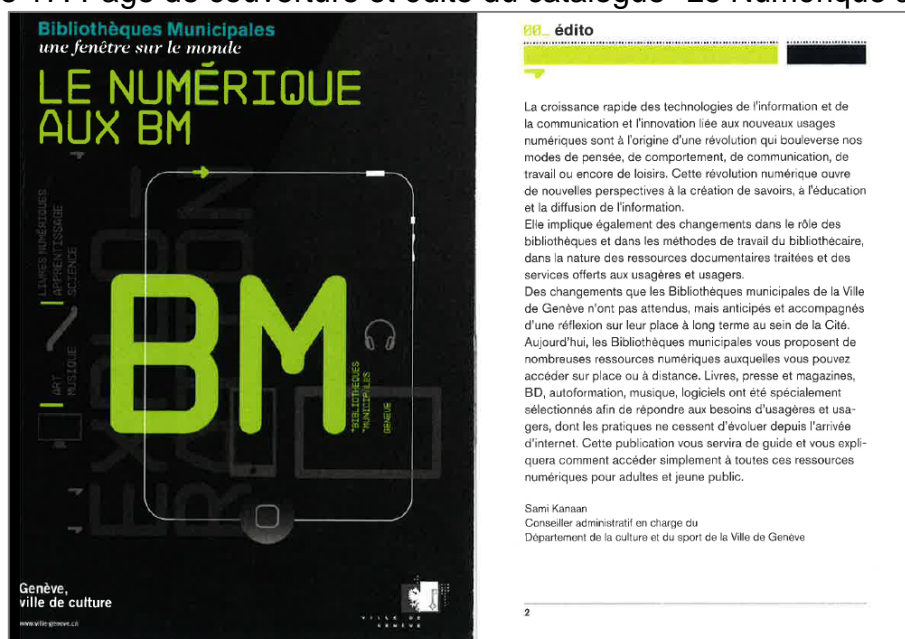 Page de couverture et édito du catalogue "Le Numérique
Bibliothèques Municipales
une fenêtre sur le monde
LE NUMÉRIQUE
AUX BM
LIVRES NUMÉRIQUES
APPRENTISSAGE
SCIENCE
ART
MUSIQUE
EXPLO-
RATION
BM
*BIBLIOTHÈQUES
*MUNICIPALES
GENÈVE
Genève,
ville de culture
www.ville-geneve.ch
VILLE DE
GENÈVE
00_ édito
La croissance rapide des technologies de l'information et de
la communication et l'innovation liée aux nouveaux usages
numériques sont à l'origine d'une révolution qui bouleverse nos
modes de pensée, de comportement, de communication, de
travail ou encore de loisirs. Cette révolution numérique ouvre
de nouvelles perspectives à la création de savoirs, à l'éducation
et la diffusion de l'information.
Elle implique également des changements dans le rôle des
bibliothèques et dans les méthodes de travail du bibliothécaire,
dans la nature des ressources documentaires traitées et des
services offerts aux usagères et usagers.
Des changements que les Bibliothèques municipales de la Ville
de Genève n'ont pas attendus, mais anticipés et accompagnés
d'une réflexion sur leur place à long terme au sein de la Cité.
Aujourd'hui, les Bibliothèques municipales vous proposent de
nombreuses ressources numériques auxquelles vous pouvez
accéder sur place ou à distance. Livres, presse et magazines,
BD, autoformation, musique, logiciels ont été spécialement
sélectionnés afin de répondre aux besoins d'usagères et usa-
gers, dont les pratiques ne cessent d'évoluer depuis l'arrivée
d'internet. Cette publication vous servira de guide et vous expli-
quera comment accéder simplement à toutes ces ressources
numériques pour adultes et jeune public.
Sami Kanaan
Conseiller administratif en charge du
Département de la culture et du sport de la Ville de Genève
2